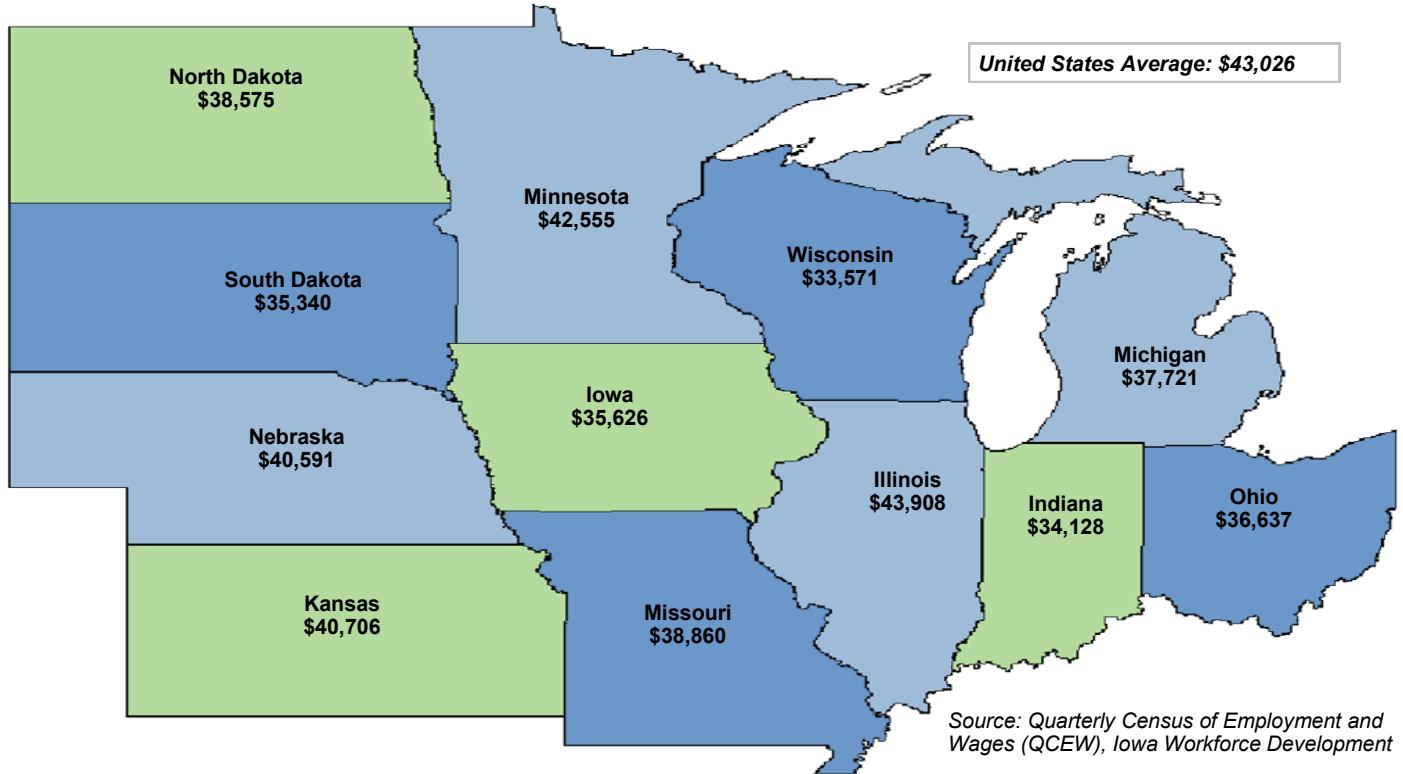 United States Average: $43,026
North Dakota
$38,575
Minnesota
$42,555
Wisconsin
$33,571
South Dakota
$35,340
Michigan
$37,721
Iowa
$35,626
Nebraska
$40,591
Illinois
$43,908
Indiana
$34,128
Ohio
$36,637
Kansas
$40,706
Missouri
$38,860
Source: Quarterly Census of Employment and
Wages (QCEW), Iowa Workforce Development